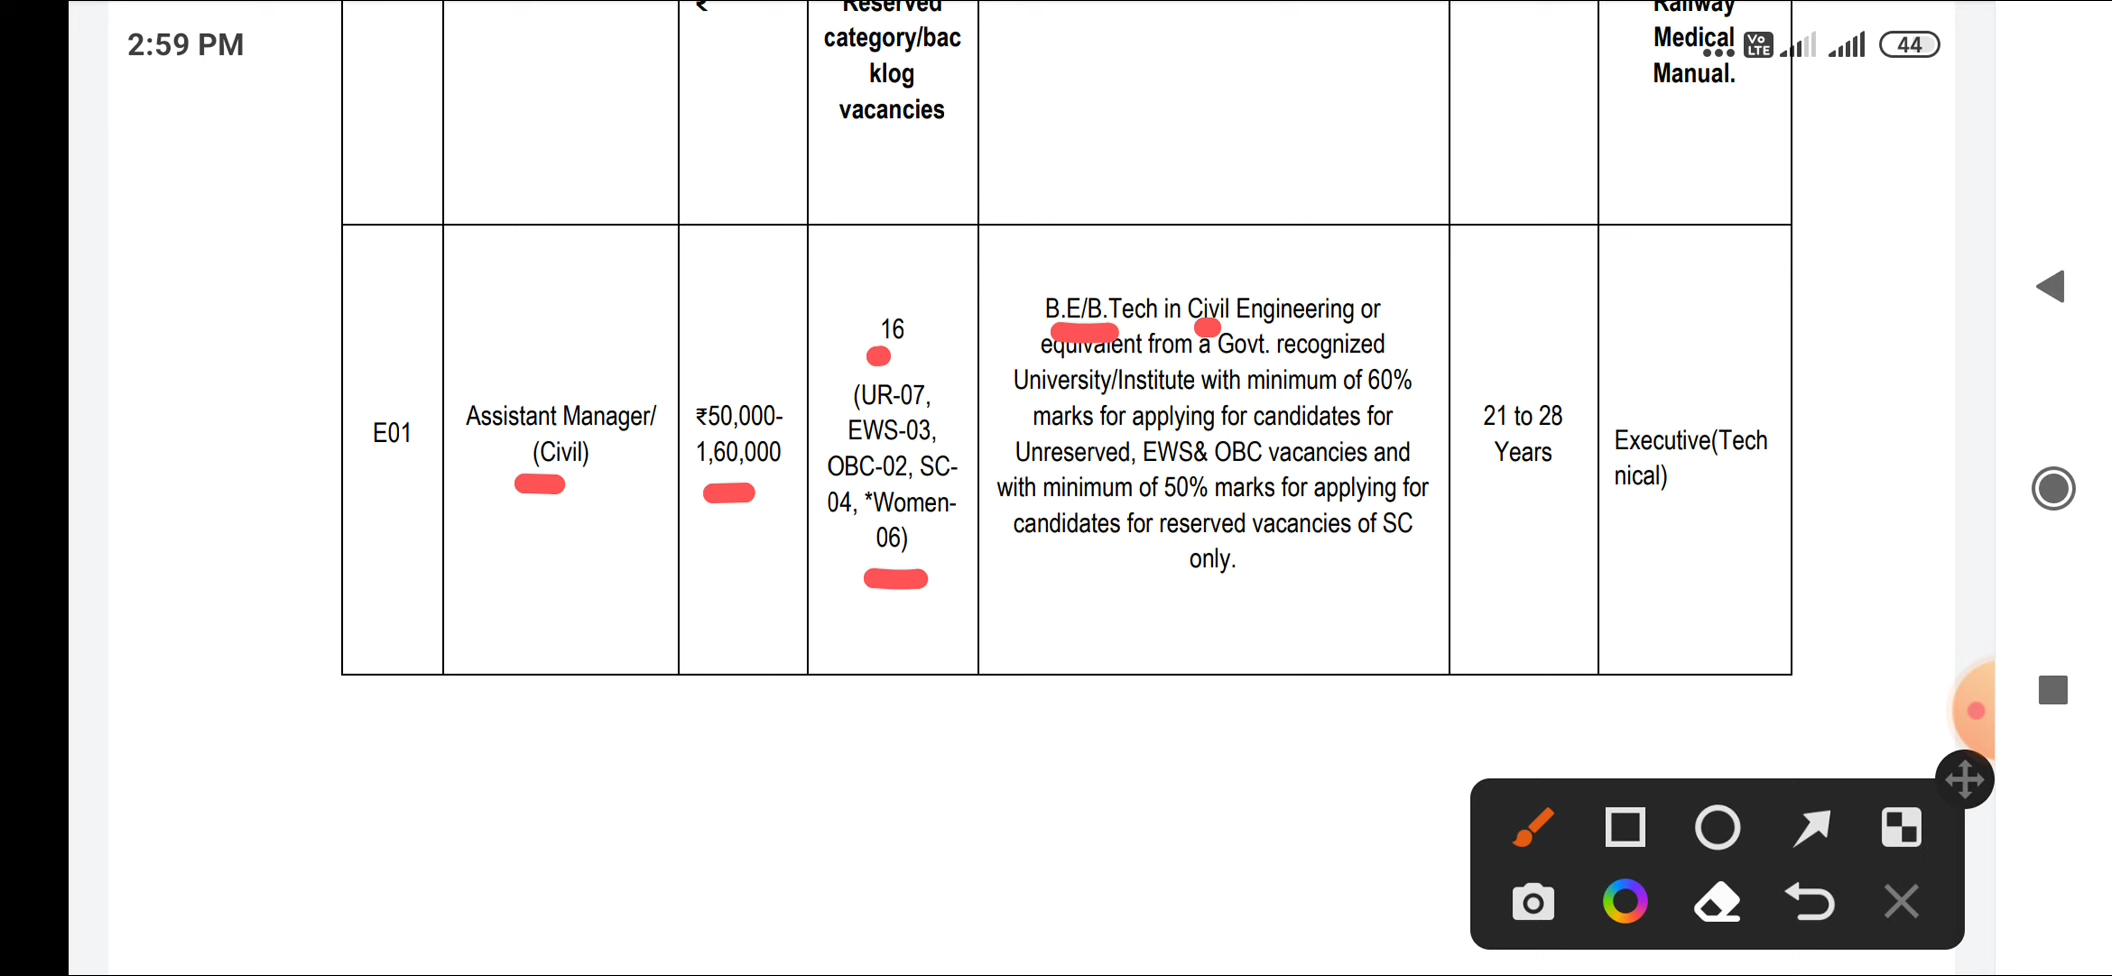 Reserved
category/bac
klog
vacancies
Railway
Medical
Manual.
2:59 PM
Vo
LTE
44
E01
Assistant Manager/
(Civil)
₹50,000-
1,60,000
16
(UR-07,
EWS-03,
OBC-02, SC-
04, *Women-
06)
B.E/B.Tech in Civil Engineering or
equivalent from a Govt. recognized
University/Institute with minimum of 60%
marks for applying for candidates for
Unreserved, EWS& OBC vacancies and
with minimum of 50% marks for applying for
candidates for reserved vacancies of SC
only.
21 to 28
Years
Executive(Tech
nical)